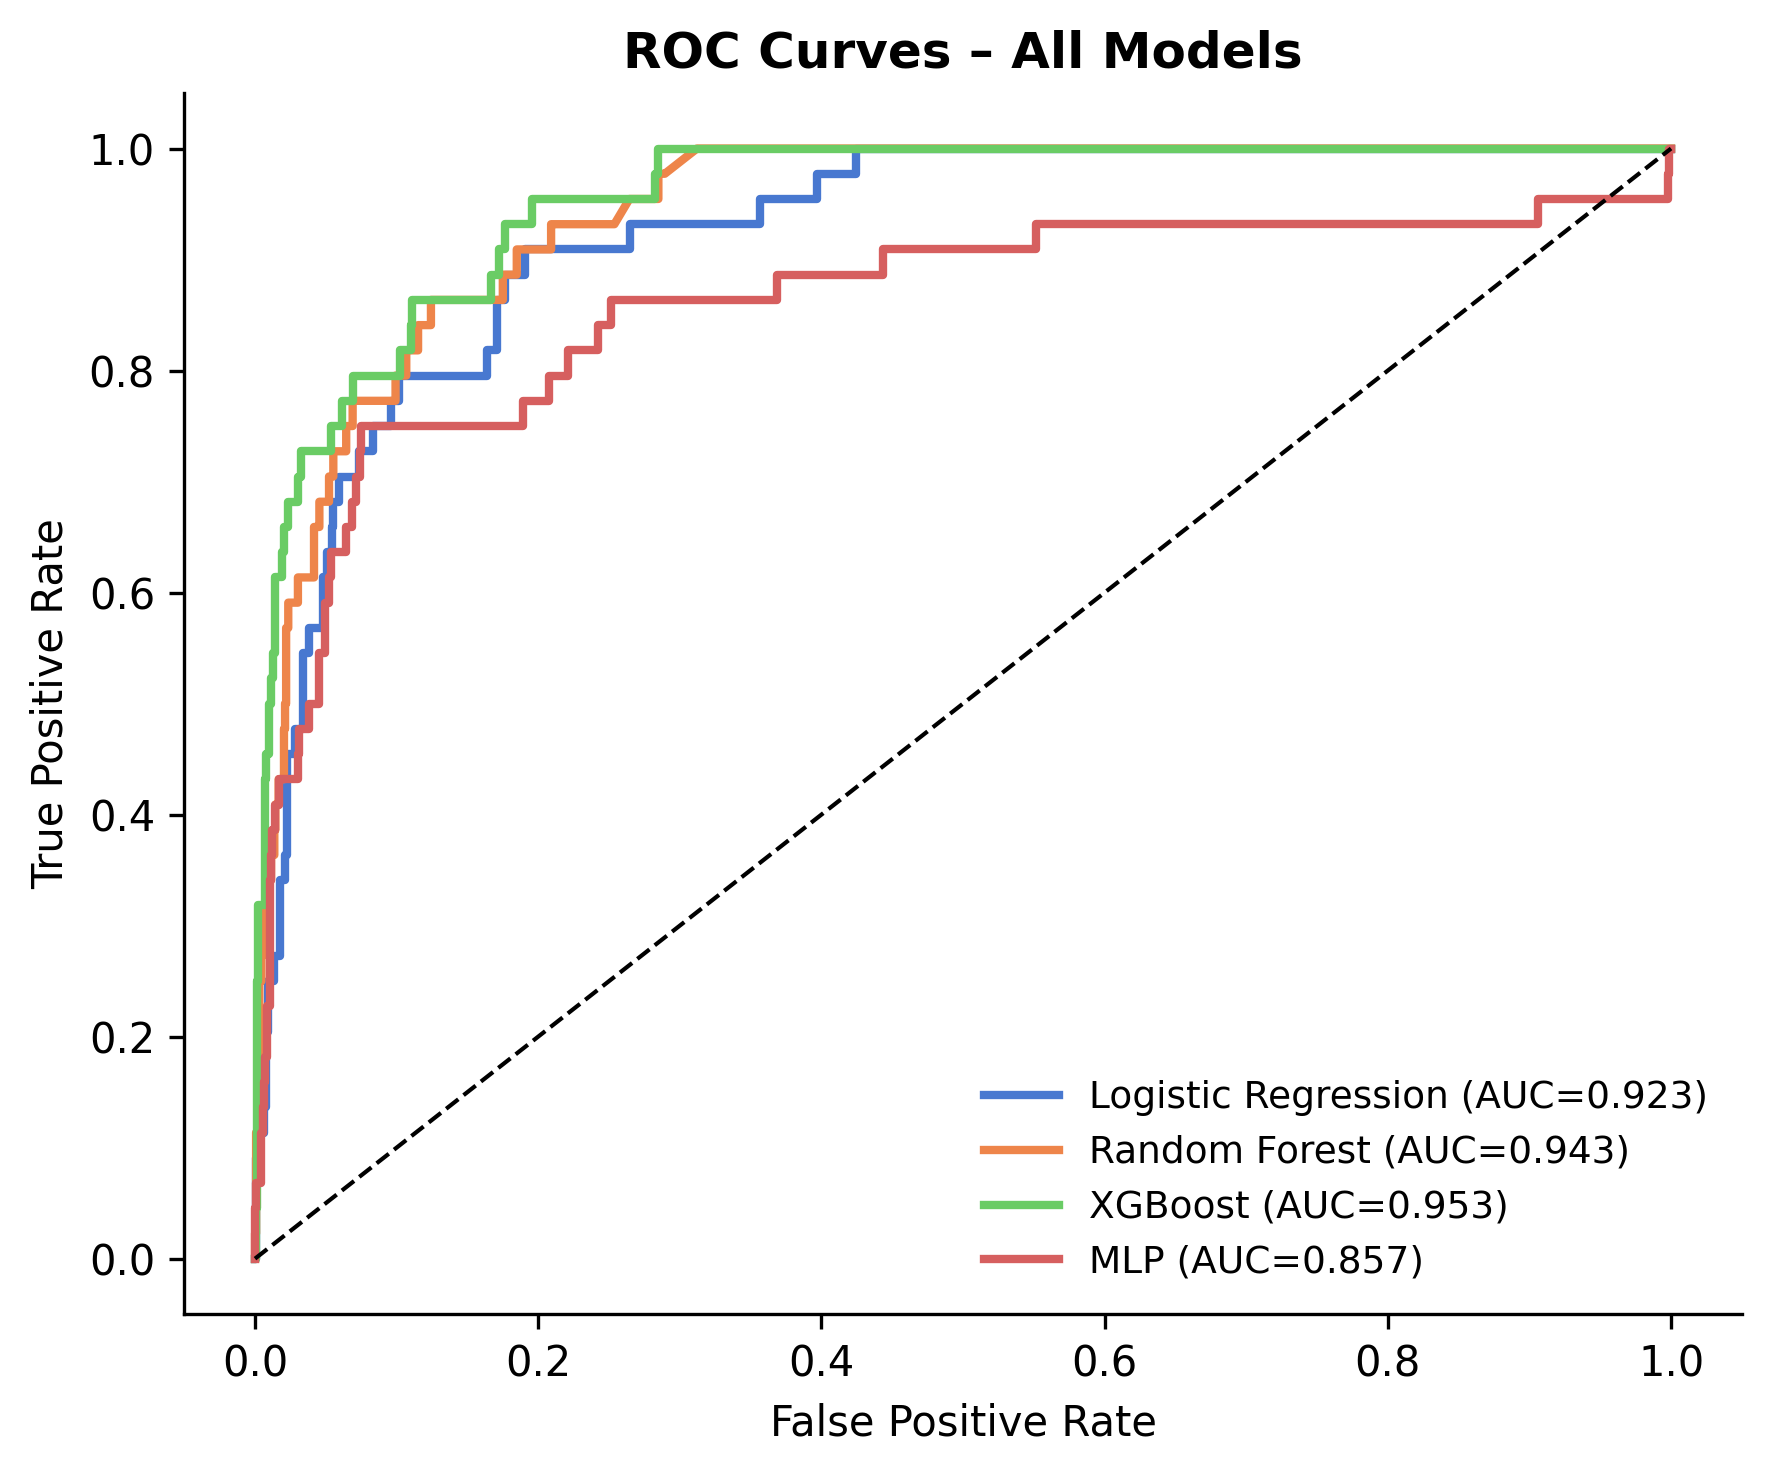 ROC Curves – All Models
1.0
0.8
0.6
0.4
0.2
0.0
True Positive Rate
Logistic Regression (AUC=0.923)
Random Forest (AUC=0.943)
XGBoost (AUC=0.953)
MLP (AUC=0.857)
0.0 0.2 0.4 0.6 0.8 1.0
False Positive Rate